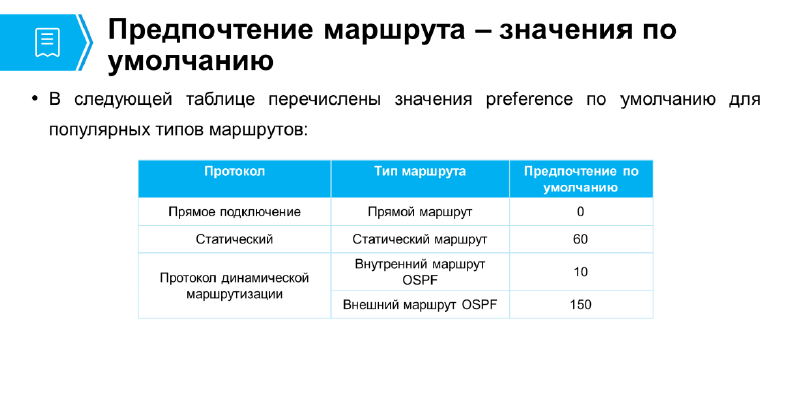 Предпочтение маршрута – значения по
умолчанию
• В следующей таблице перечислены значения preference по умолчанию для
популярных типов маршрутов:
Протокол Тип маршрута Предпочтение по
умолчанию
Прямое подключение Прямой маршрут 0
Статический Статический маршрут 60
Протокол динамической
маршрутизации
Внутренний маршрут
OSPF
10
Внешний маршрут OSPF 150